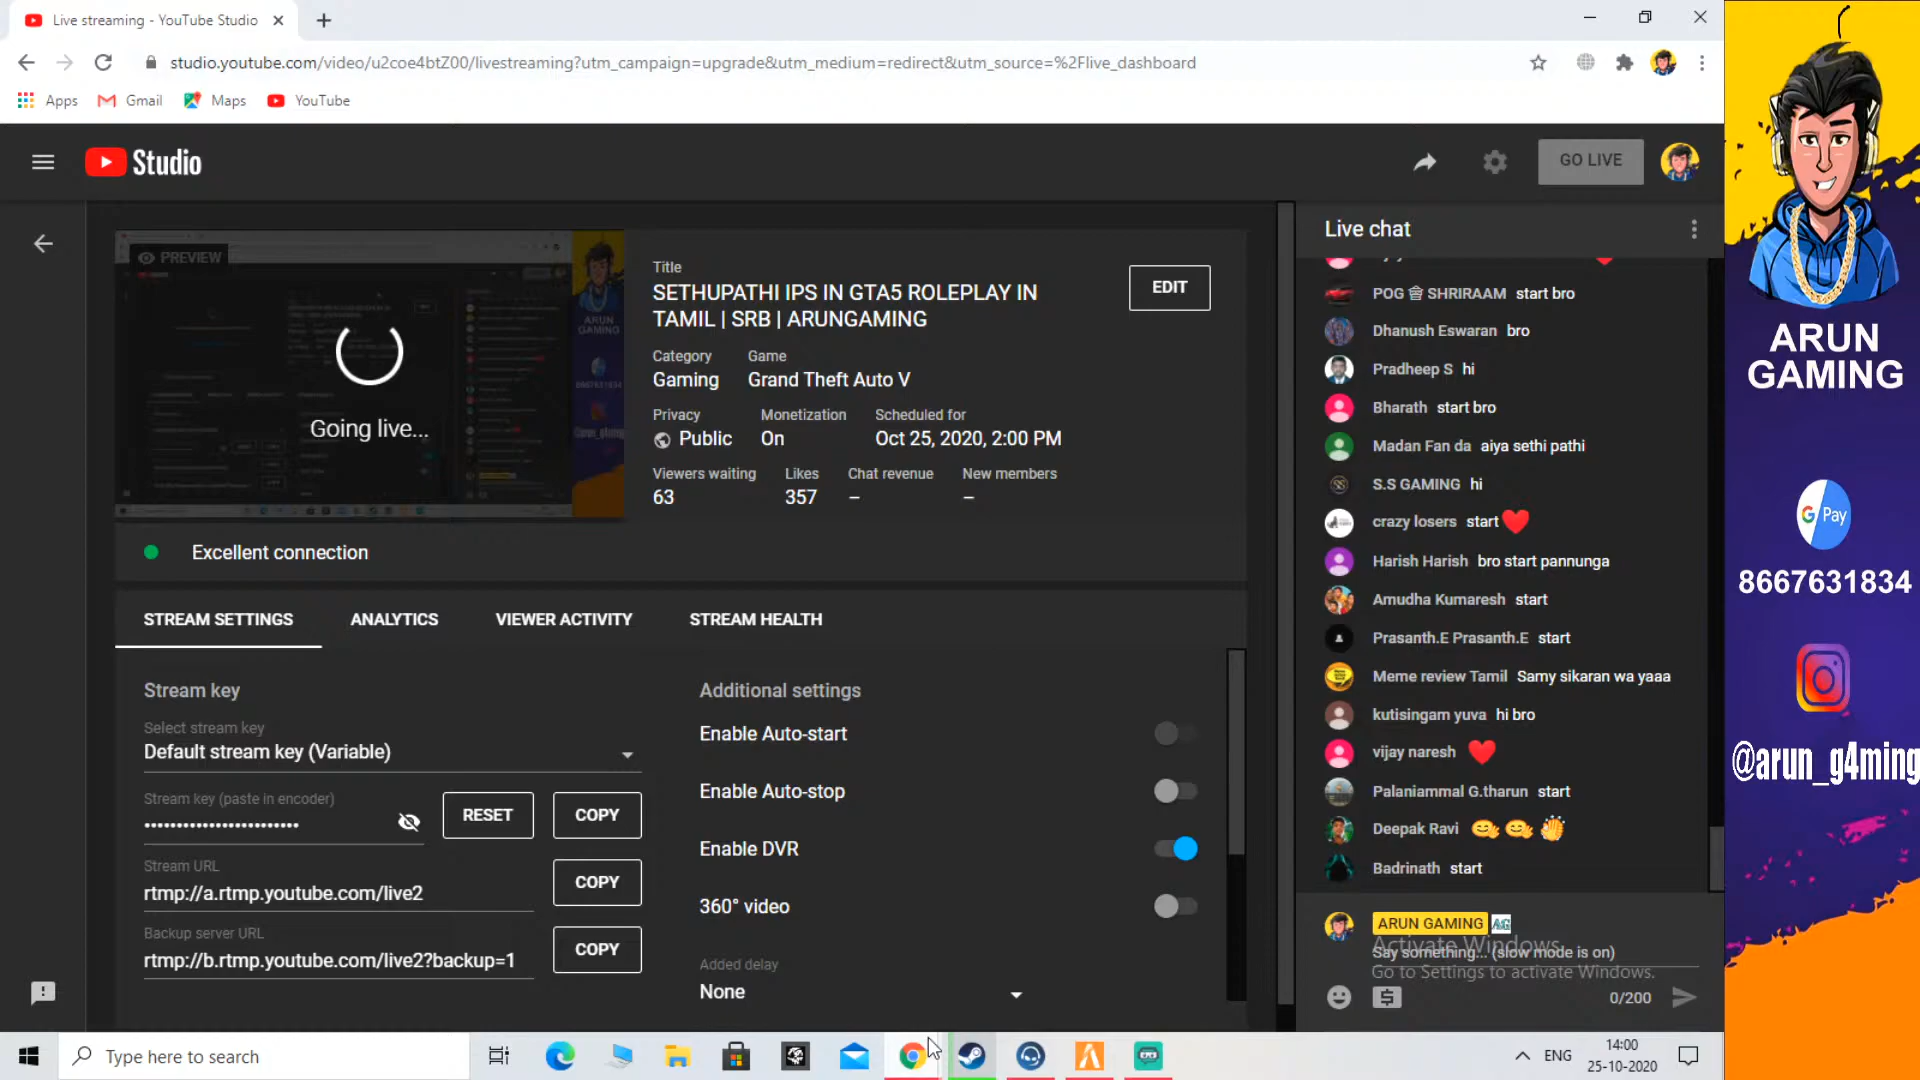 Live streaming - YouTube Studio
studio.youtube.com/video/u2coe4btZ00/livestreaming?utm_campaign=upgrade&utm_medium=redirect&utm_source=%2Flive_dashboard
Apps Gmail Maps YouTube
Studio
GO LIVE
PREVIEW
Going live...
Title
SETHUPATHI IPS IN GTA5 ROLEPLAY IN
TAMIL | SRB | ARUNGAMING
EDIT
Category Game
Gaming Grand Theft Auto V
Privacy Monetization Scheduled for
Public On Oct 25, 2020, 2:00 PM
Viewers waiting Likes Chat revenue New members
63 357 – –
Excellent connection
STREAM SETTINGS ANALYTICS VIEWER ACTIVITY STREAM HEALTH
Stream key
Select stream key
Default stream key (Variable)
Stream key (paste in encoder)
••••••••••••••••••••••••
RESET COPY
Stream URL
rtmp://a.rtmp.youtube.com/live2
COPY
Backup server URL
rtmp://b.rtmp.youtube.com/live2?backup=1
COPY
Additional settings
Enable Auto-start
Enable Auto-stop
Enable DVR
360° video
Added delay
None
Live chat
POG SHRIRAAM start bro
Dhanush Eswaran bro
Pradheep S hi
Bharath start bro
Madan Fan da aiya sethi pathi
S.S GAMING hi
crazy losers start❤️
Harish Harish bro start pannunga
Amudha Kumaresh start
Prasanth.E Prasanth.E start
Meme review Tamil Samy sikaran wa yaaa
kutisingam yuva hi bro
vijay naresh ❤️
Palaniammal G.tharun start
Deepak Ravi
Badrinath start
ARUN GAMING
Say something... (slow mode is on)
Activate Windows
Go to Settings to activate Windows.
0/200
ARUN
GAMING
G Pay
8667631834
@arun_g4ming
Type here to search
ENG
14:00
25-10-2020